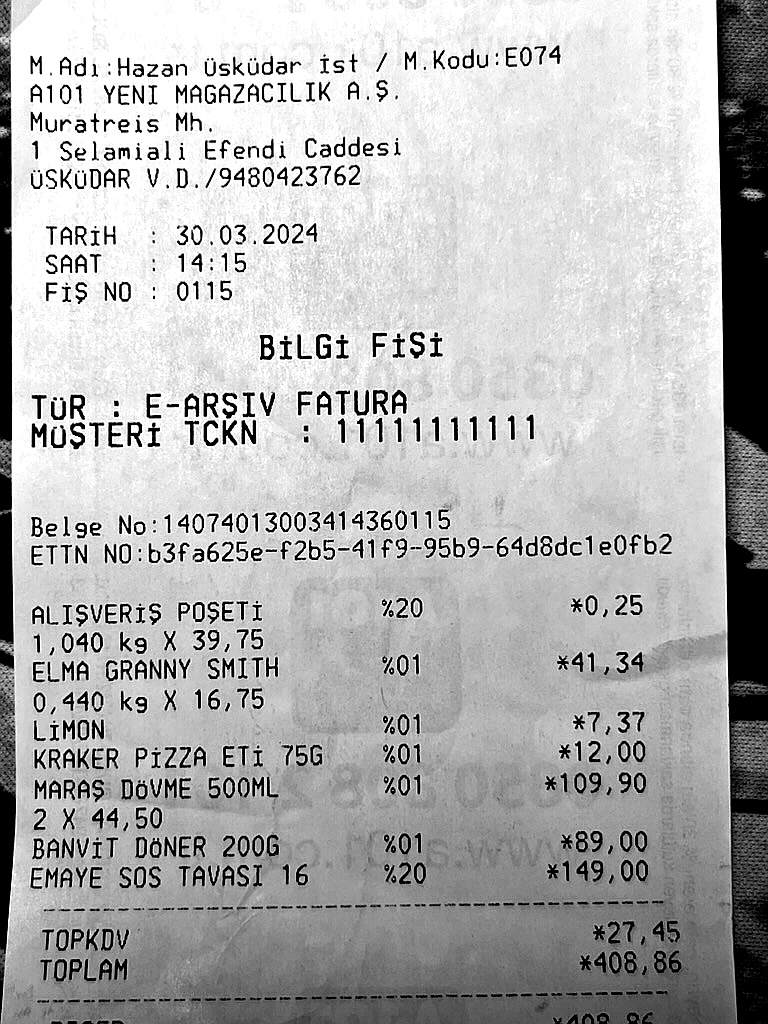 M.Adı:Hazan Üsküdar İst / M.Kodu:E074
A101 YENI MAGAZACILIK A.Ş.
Muratreis Mh.
1 Selamiali Efendi Caddesi
ÜSKÜDAR V.D./9480423762
TARİH : 30.03.2024
SAAT : 14:15
FİŞ NO : 0115
BİLGİ FİŞİ
TÜR : E-ARŞIV FATURA
MÜŞTERİ TCKN : 11111111111
Belge No:14074013003414360115
ETTN NO:b3fa625e-f2b5-41f9-95b9-64d8dc1e0fb2
ALIŞVERİŞ POŞETİ %20 *0,25
1,040 kg X 39,75
ELMA GRANNY SMITH %01 *41,34
0,440 kg X 16,75
LİMON %01 *7,37
KRAKER PİZZA ETİ 75G %01 *12,00
MARAŞ DÖVME 500ML %01 *109,90
2 X 44,50
BANVİT DÖNER 200G %01 *89,00
EMAYE SOS TAVASI 16 %20 *149,00
TOPKDV *27,45
TOPLAM *408,86
*408,86